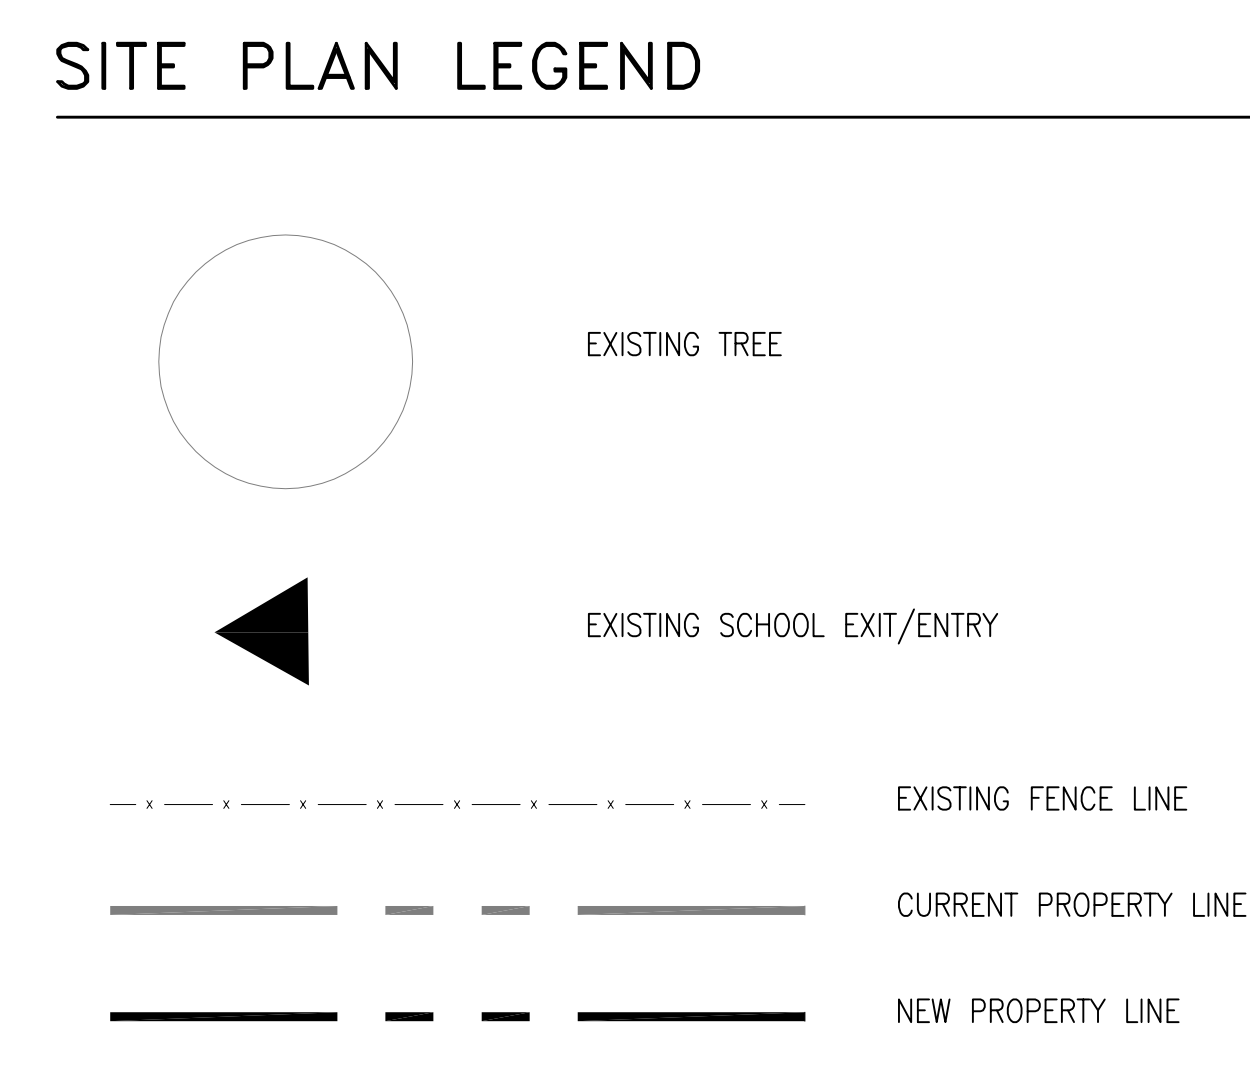 SITE PLAN LEGEND
EXISTING TREE
EXISTING SCHOOL EXIT/ENTRY
x x x x x x x x x
EXISTING FENCE LINE
CURRENT PROPERTY LINE
NEW PROPERTY LINE